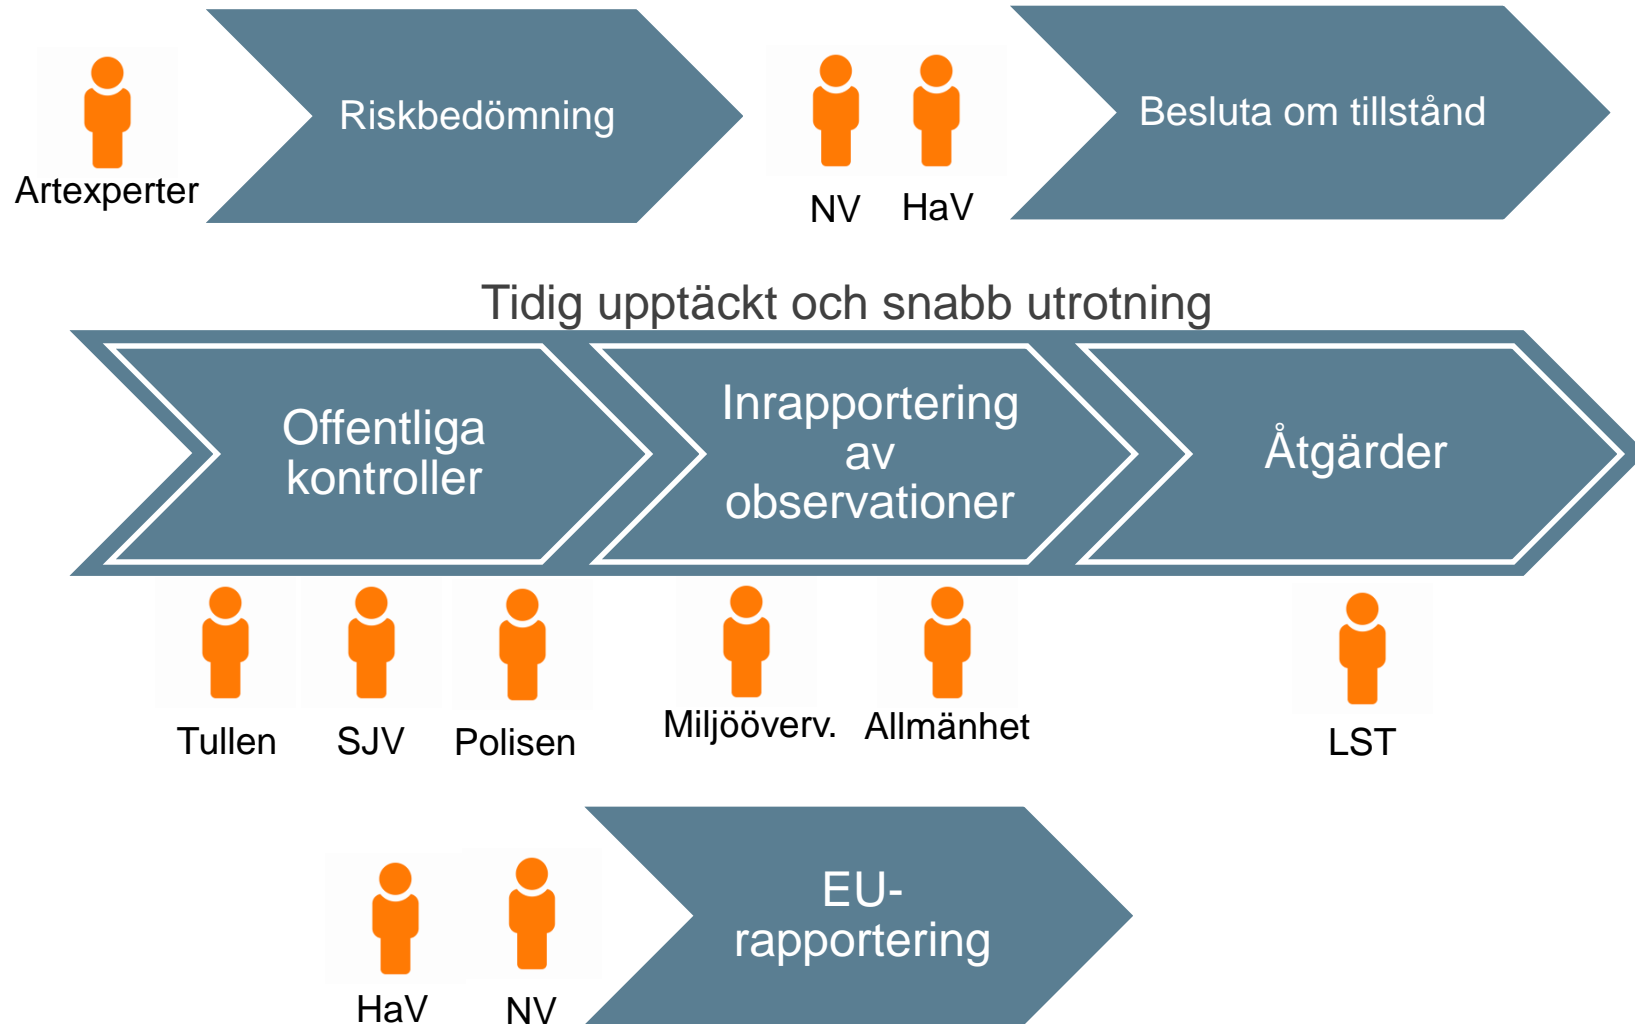 Artexperter
Riskbedömning
NV
HaV
Besluta om tillstånd
Tidig upptäckt och snabb utrotning
Offentliga
kontroller
Inrapportering
av
observationer
Åtgärder
Tullen
SJV
Polisen
Miljööverv.
Allmänhet
LST
HaV
NV
EU-
rapportering